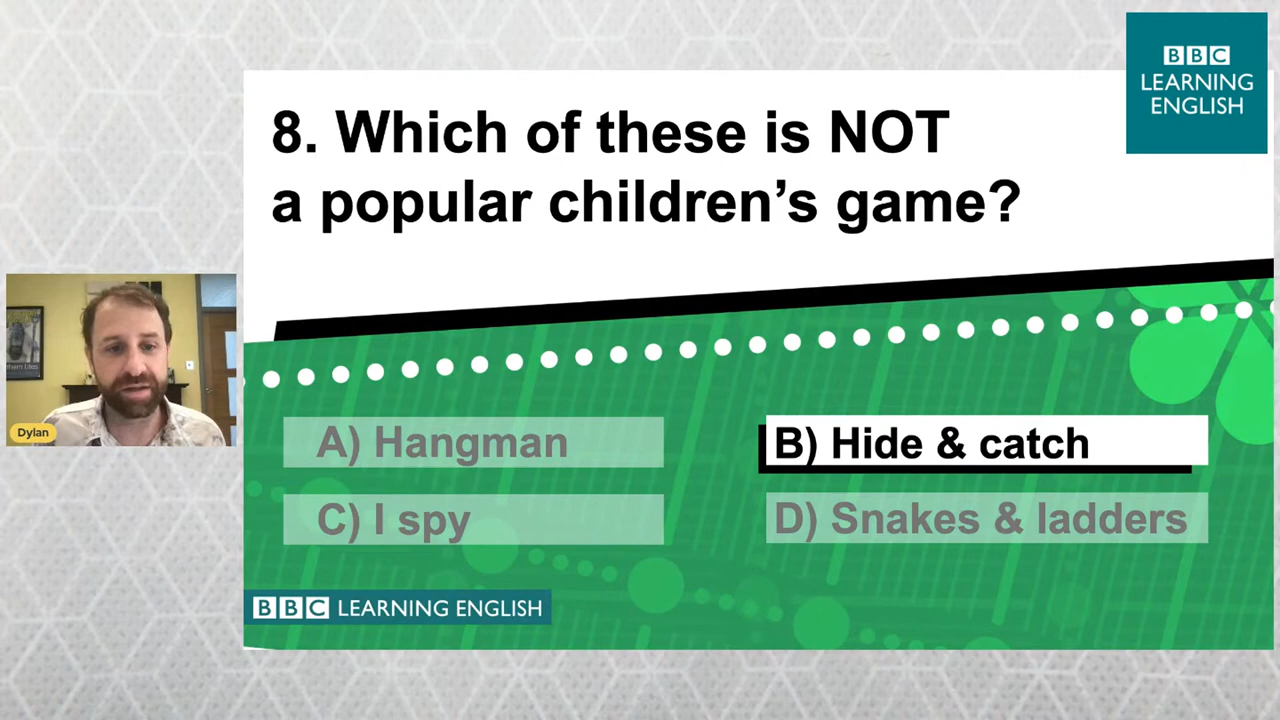 BBC
LEARNING
ENGLISH
8. Which of these is NOT
a popular children's game?
A) Hangman
B) Hide & catch
C) I spy
D) Snakes & ladders
Dylan
BBC LEARNING ENGLISH